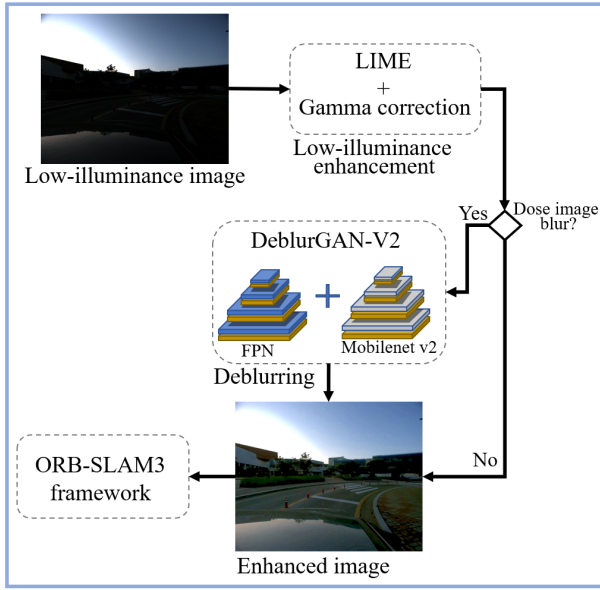 LIME
+
Gamma correction
Low-illuminance image
Low-illuminance
enhancement
Yes
Dose image
blur?
DeblurGAN-V2
+
FPN
Mobilenet v2
Deblurring
No
ORB-SLAM3
framework
Enhanced image